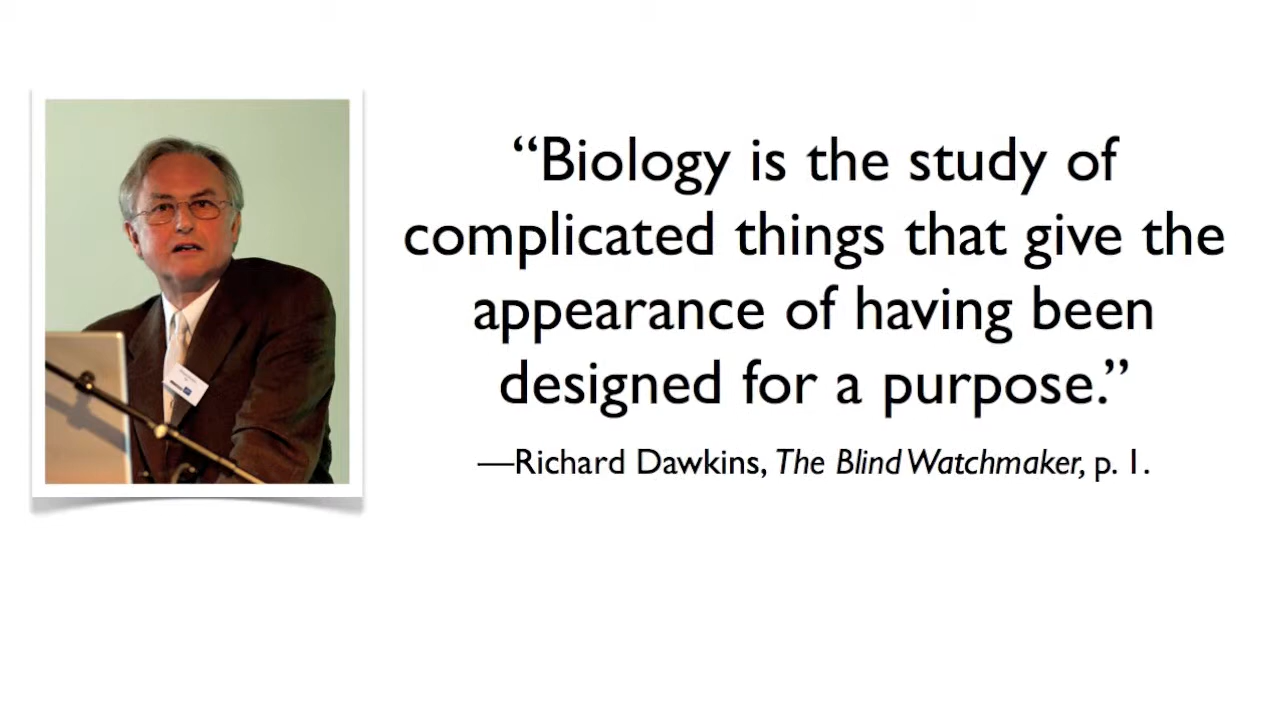 “Biology is the study of
complicated things that give the
appearance of having been
designed for a purpose.”
—Richard Dawkins, The Blind Watchmaker, p. 1.